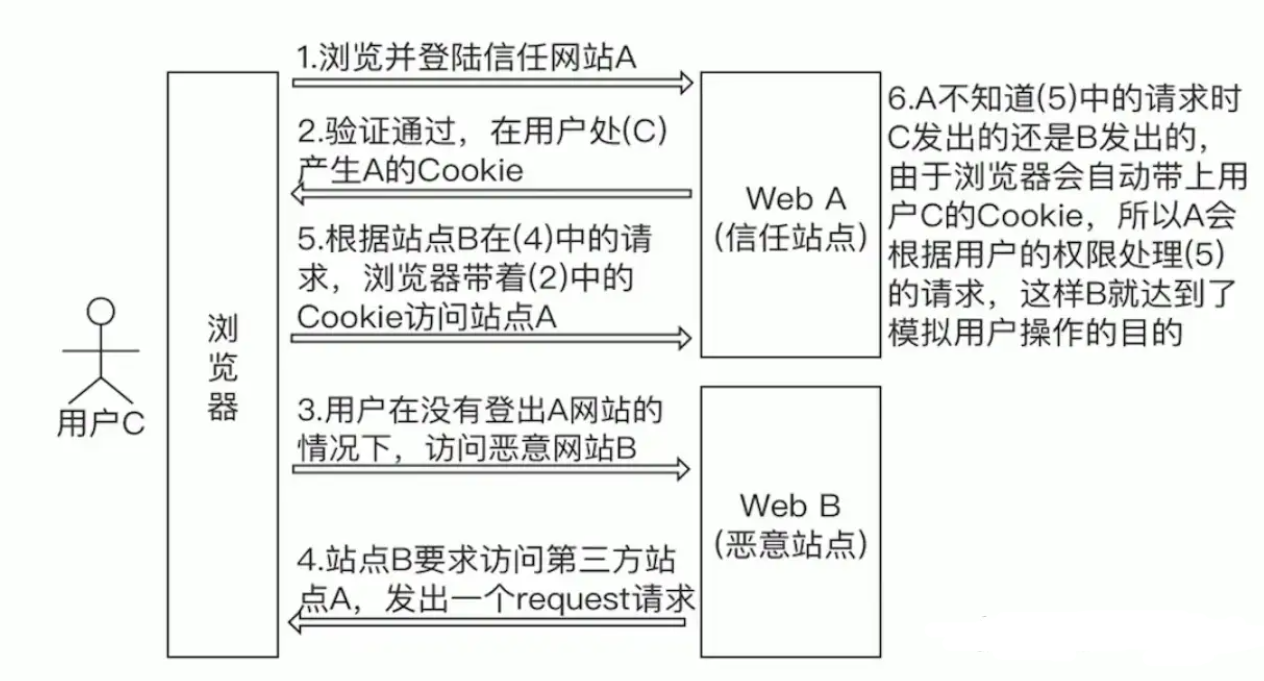 1.浏览并登陆信任网站A
2.验证通过，在用户处(C)
产生A的Cookie
5.根据站点B在(4)中的请
求，浏览器带着(2)中的
Cookie访问站点A
3.用户在没有登出A网站的
情况下，访问恶意网站B
4.站点B要求访问第三方站
点A，发出一个request请求
用户C
浏
览
器
Web A
(信任站点)
Web B
(恶意站点)
6.A不知道(5)中的请求时
C发出的还是B发出的，
由于浏览器会自动带上用
户C的Cookie，所以A会
根据用户的权限处理(5)
的请求，这样B就达到了
模拟用户操作的目的